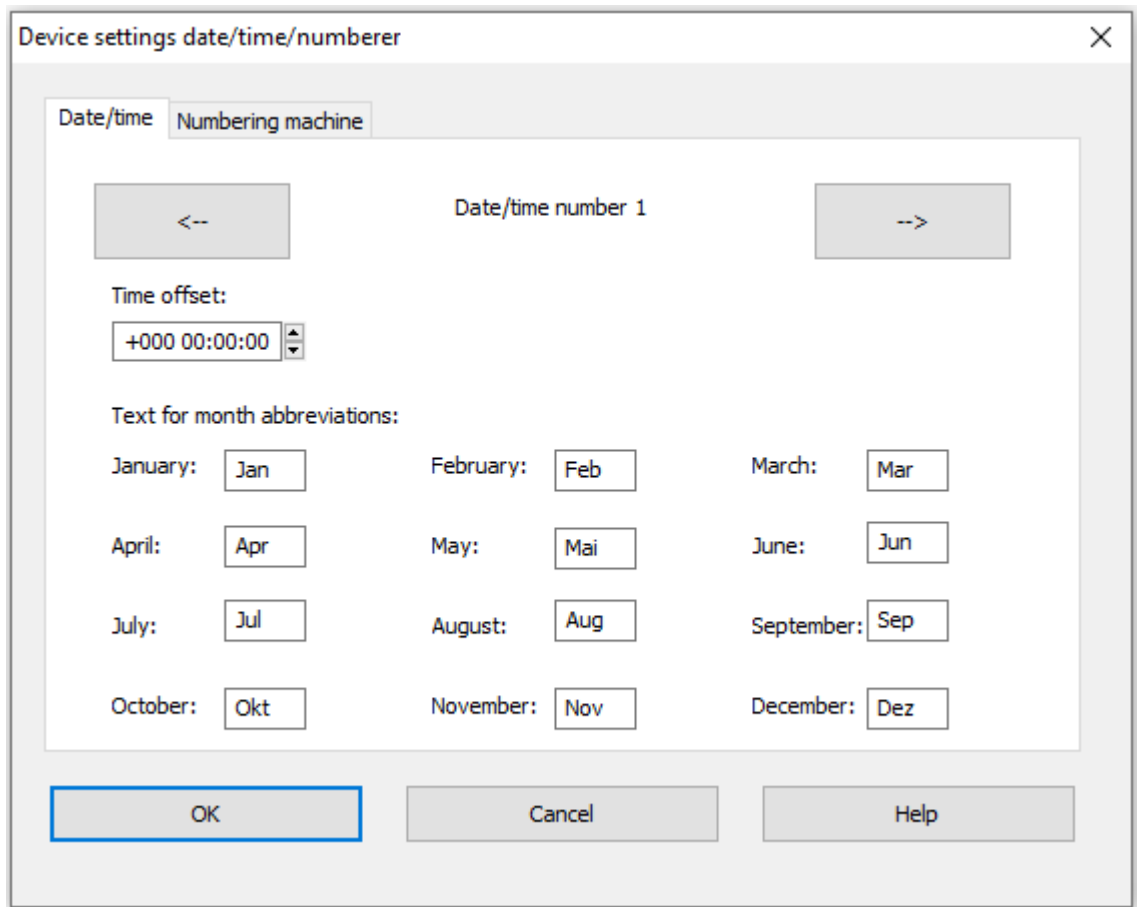 Device settings date/time/numberer
Date/time Numbering machine
<-- Date/time number 1 -->
Time offset:
+000 00:00:00
Text for month abbreviations:
January: Jan February: Feb March: Mar
April: Apr May: Mai June: Jun
July: Jul August: Aug September: Sep
October: Okt November: Nov December: Dez
OK Cancel Help